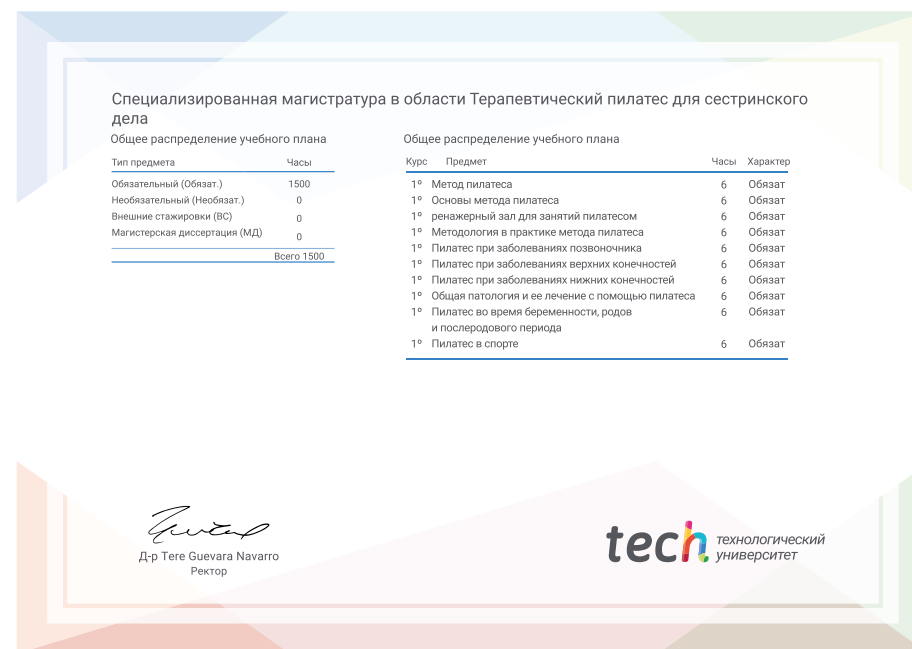 Специализированная магистратура в области Терапевтический пилатес для сестринского
дела
Общее распределение учебного плана
Тип предмета Часы
Обязательный (Обязат.) 1500
Необязательный (Необязат.) 0
Внешние стажировки (ВС) 0
Магистерская диссертация (МД) 0
Всего 1500
Общее распределение учебного плана
Курс Предмет Часы Характер
1º Метод пилатеса 6 Обязат
1º Основы метода пилатеса 6 Обязат
1º ренажерный зал для занятий пилатесом 6 Обязат
1º Методология в практике метода пилатеса 6 Обязат
1º Пилатес при заболеваниях позвоночника 6 Обязат
1º Пилатес при заболеваниях верхних конечностей 6 Обязат
1º Пилатес при заболеваниях нижних конечностей 6 Обязат
1º Общая патология и ее лечение с помощью пилатеса 6 Обязат
1º Пилатес во время беременности, родов 6 Обязат
и послеродового периода
1º Пилатес в спорте 6 Обязат
Д-р Tere Guevara Navarro
Ректор
tech технологический
университет